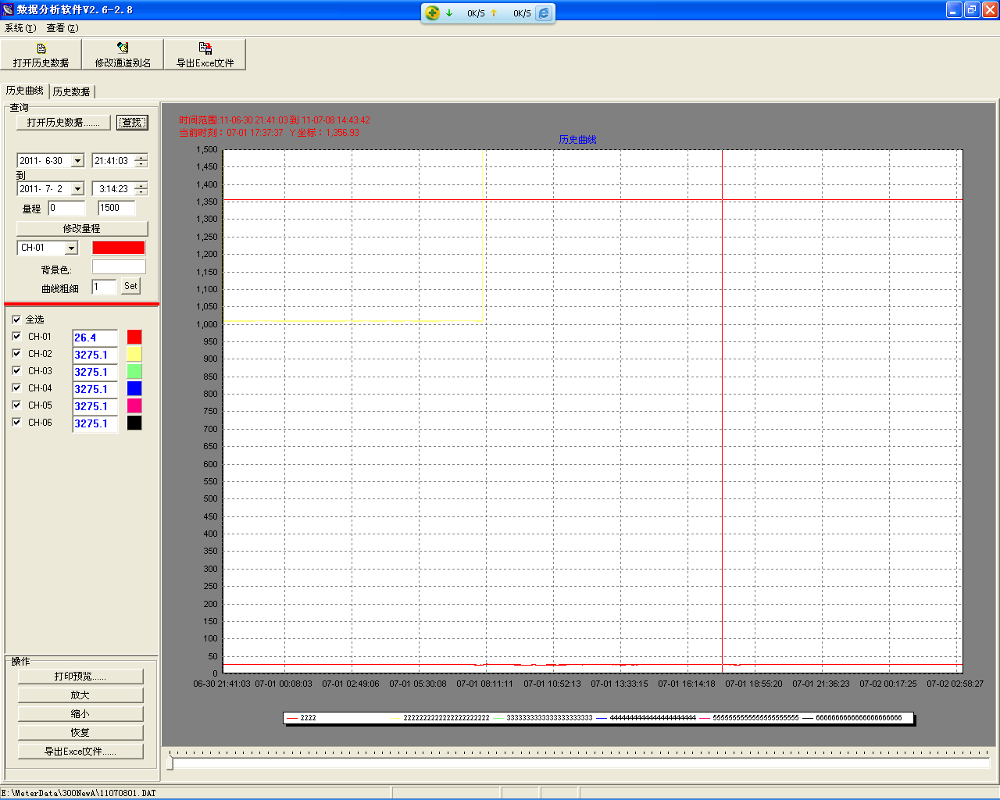 数据分析软件V2.6-2.8
0K/S 0K/S
系统(Y) 查看(Z)
打开历史数据 修改通道别名 导出Excel文件
历史曲线 历史数据
查询
打开历史数据...... 查找
2011- 6-30 21:41:03
到
2011- 7- 2 3:14:23
量程 0 1500
修改量程
CH-01
背景色:
曲线粗细 1 Set
全选
CH-01 26.4
CH-02 3275.1
CH-03 3275.1
CH-04 3275.1
CH-05 3275.1
CH-06 3275.1
操作
打印预览......
放大
缩小
恢复
导出Excel文件......
时间范围:11-06-30 21:41:03 到 11-07-08 14:43:42
当前时刻： 07-01 17:37:37 Y坐标：1,356.93
历史曲线
1,500
1,450
1,400
1,350
1,300
1,250
1,200
1,150
1,100
1,050
1,000
950
900
850
800
750
700
650
600
550
500
450
400
350
300
250
200
150
100
50
0
06-30 21:41:03 07-01 00:08:03 07-01 02:49:06 07-01 05:30:08 07-01 08:11:11 07-01 10:52:13 07-01 13:33:15 07-01 16:14:18 07-01 18:55:20 07-01 21:36:23 07-02 00:17:25 07-02 02:58:27
2222 2222222222222222222222 3333333333333333333333 4444444444444444444444 5555555555555555555555 6666666666666666666666
E:\MeterData\300NewA\11070801.DAT